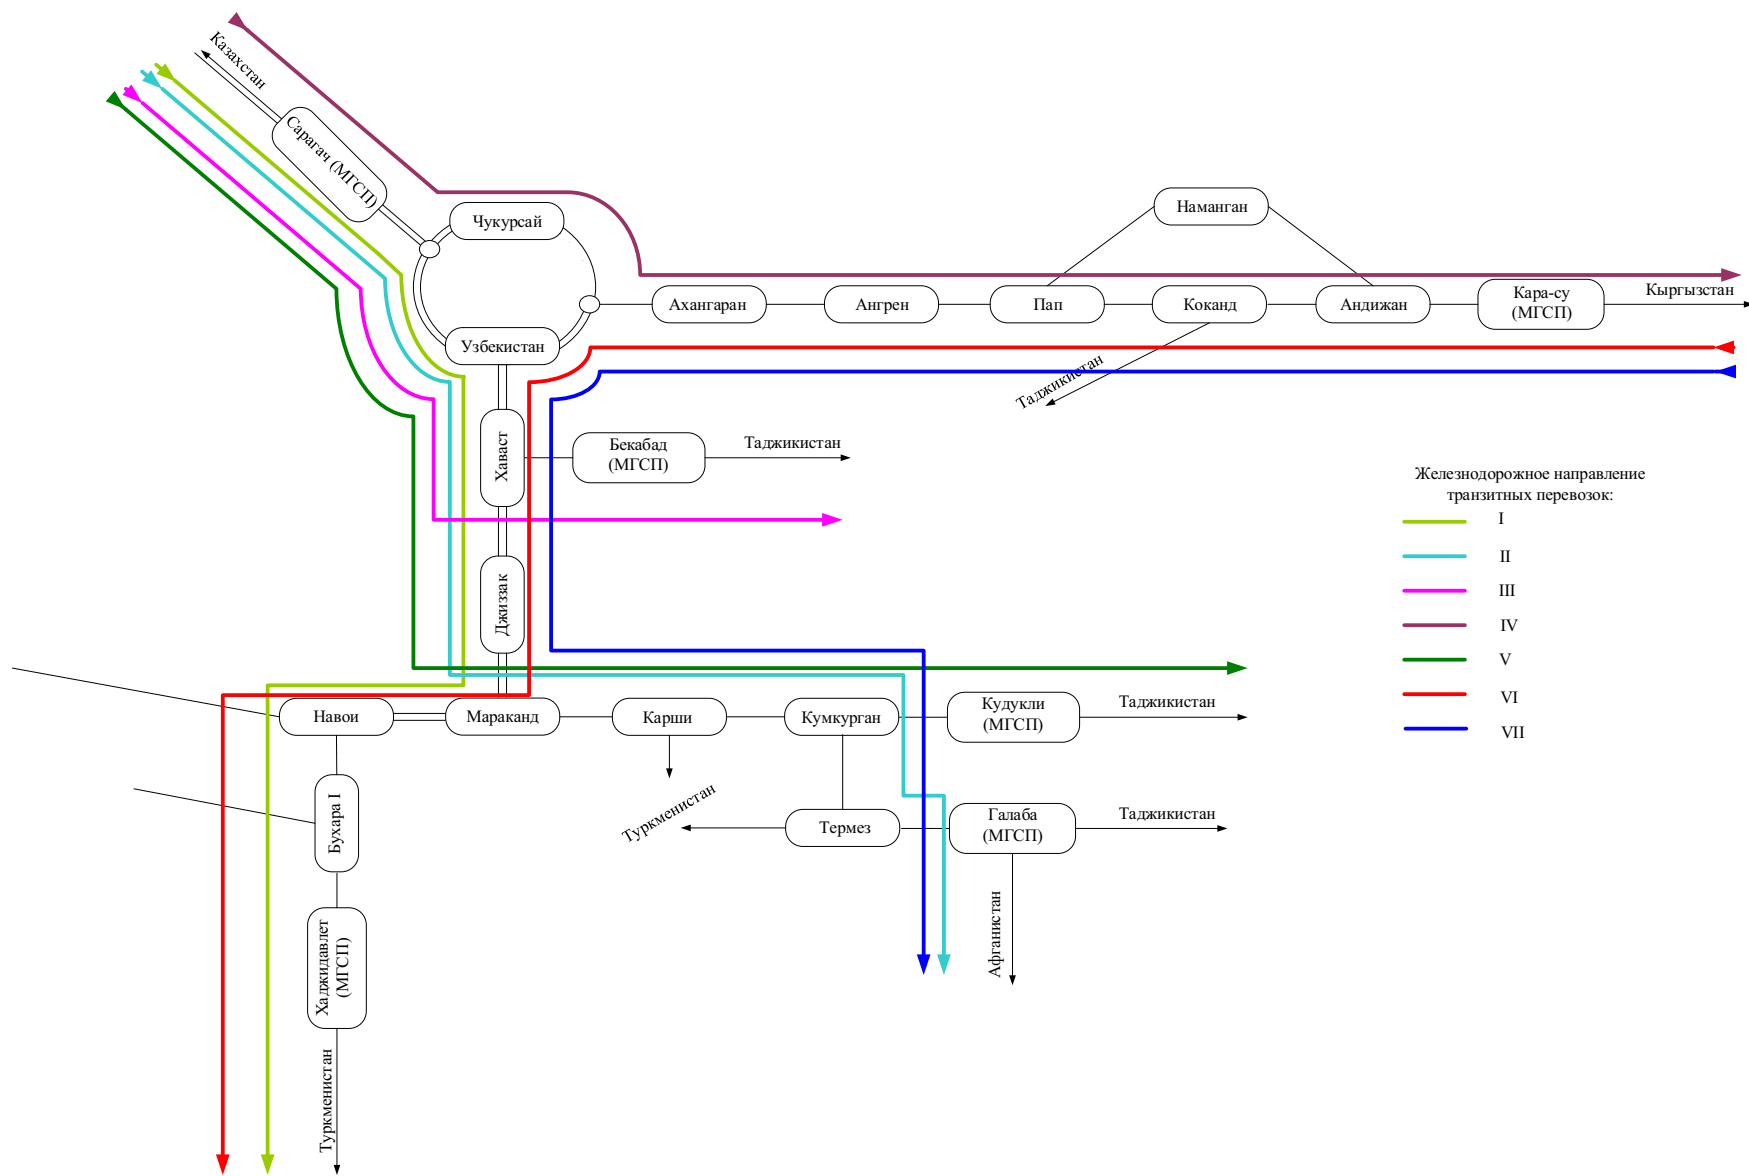 Казахстан
Сарагач (МГСП)
Чукурсай
Наманган
Ахангаран
Ангрен
Пап
Коканд
Андижан
Кара-су
(МГСП)
Кыргызстан
Узбекистан
Таджикистан
Хаваст
Бекабад
(МГСП)
Таджикистан
Железнодорожное направление
транзитных перевозок:
I
II
III
IV
V
VI
VII
Джиззак
Навои
Мараканд
Карши
Кумкурган
Кудукли
(МГСП)
Таджикистан
Туркменистан
Термез
Галаба
(МГСП)
Таджикистан
Бухара I
Афганистан
Хаджидавлет
(МГСП)
Туркменистан